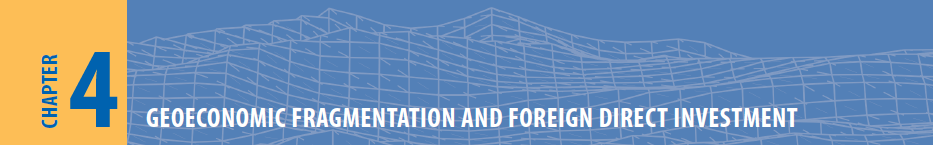 CHAPTER
4
GEOECONOMIC FRAGMENTATION AND FOREIGN DIRECT INVESTMENT